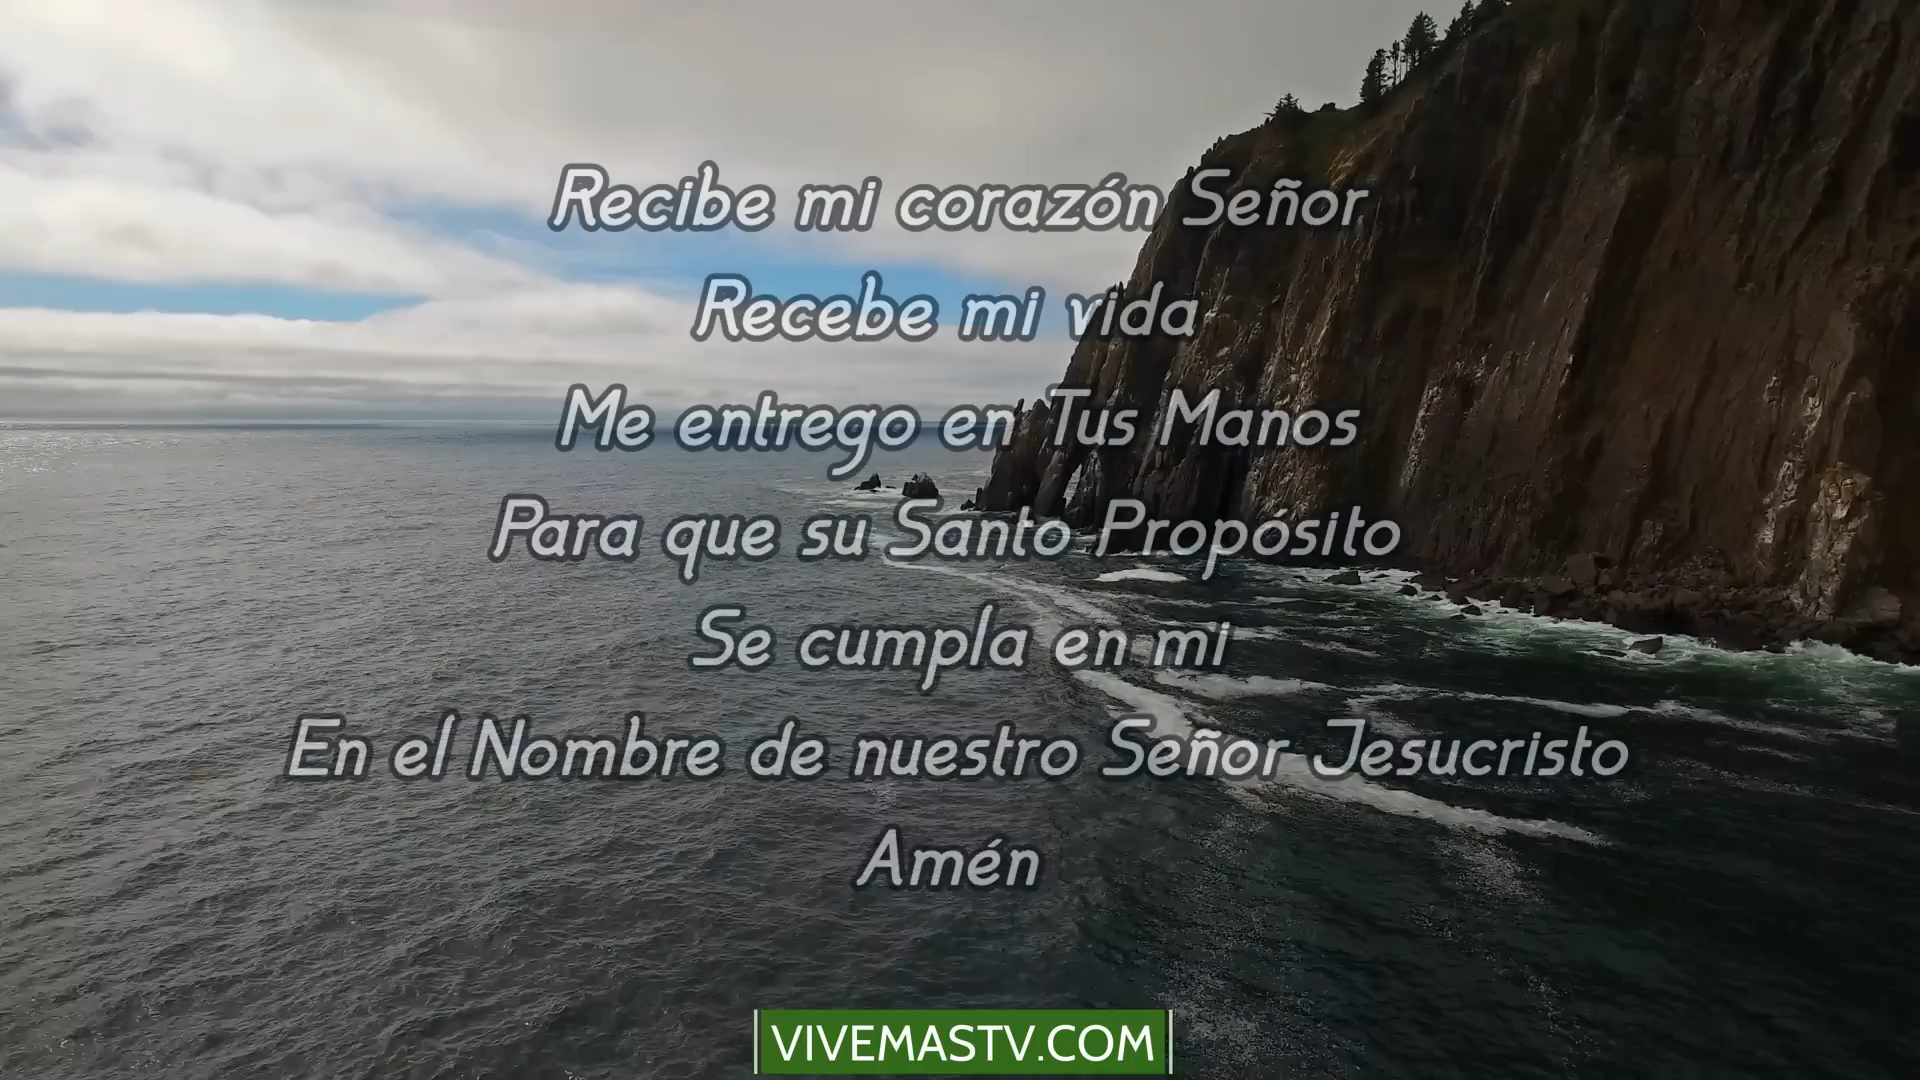 Recibe mi corazón Señor
Recebe mi vida
Me entrego en Tus Manos
Para que su Santo Proposito
Se cumpla en mi
En el Nombre de nuestro Señor Jesucristo
Amén
VIVEMASTV.COM